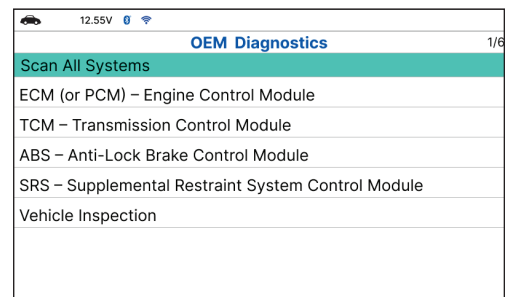 12.55V
OEM Diagnostics 1/6
Scan All Systems
ECM (or PCM) – Engine Control Module
TCM – Transmission Control Module
ABS – Anti-Lock Brake Control Module
SRS – Supplemental Restraint System Control Module
Vehicle Inspection